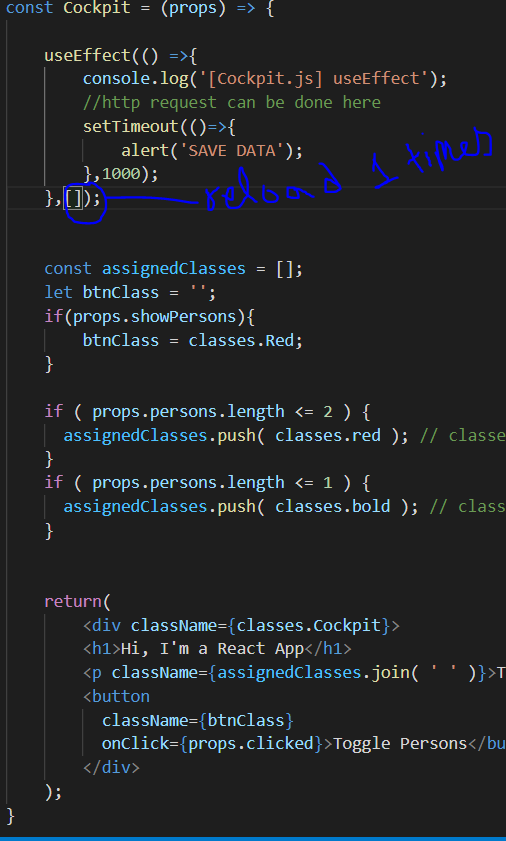 const Cockpit = (props) => {
useEffect(() =>{
console.log('[Cockpit.js] useEffect');
//http request can be done here
setTimeout(()=>{
alert('SAVE DATA');
},1000);
},[]);
reload 1 times
const assignedClasses = [];
let btnClass = '';
if(props.showPersons){
btnClass = classes.Red;
}
if ( props.persons.length <= 2 ) {
assignedClasses.push( classes.red ); // classe
}
if ( props.persons.length <= 1 ) {
assignedClasses.push( classes.bold ); // class
}
return(
<div className={classes.Cockpit}>
<h1>Hi, I'm a React App</h1>
<p className={assignedClasses.join( ' ' )}>T
<button
className={btnClass}
onClick={props.clicked}>Toggle Persons</bu
</div>
);
}